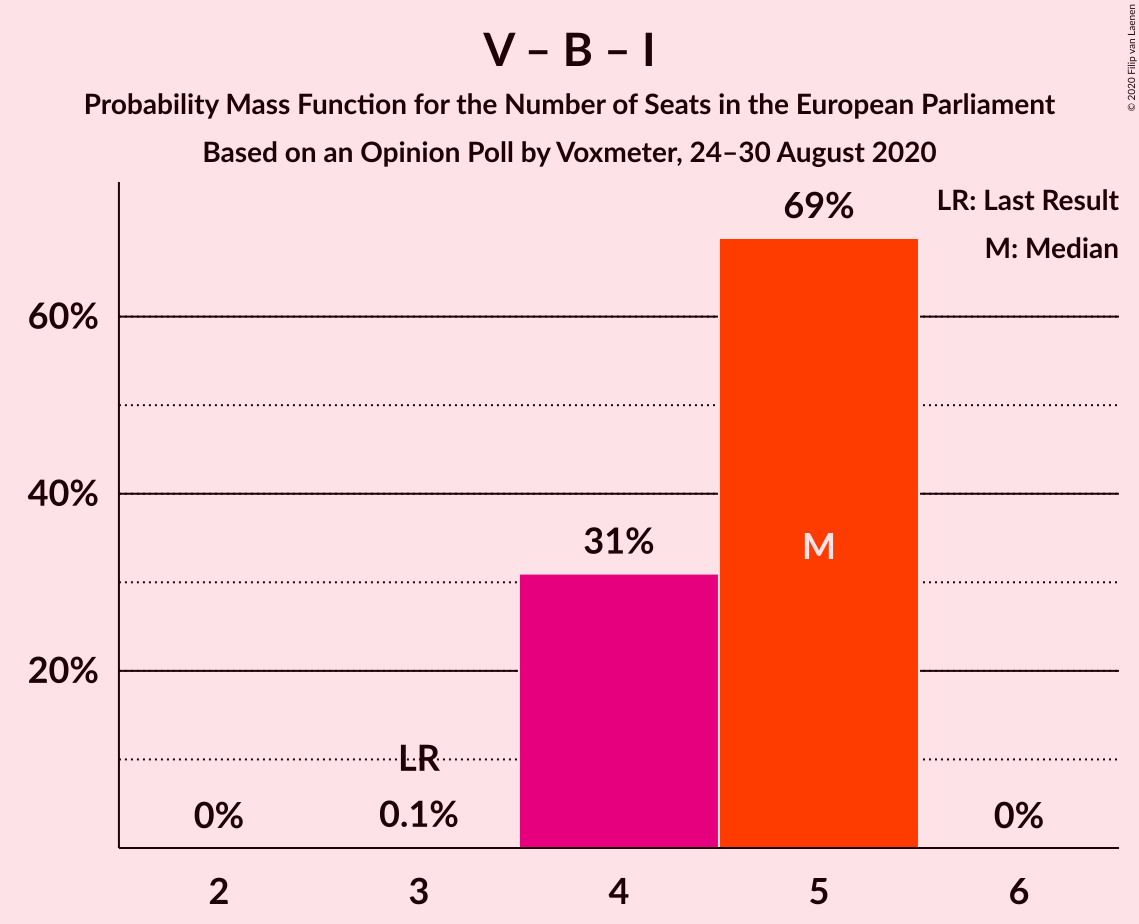 V – B – I
Probability Mass Function for the Number of Seats in the European Parliament
Based on an Opinion Poll by Voxmeter, 24–30 August 2020
© 2020 Filip van Laenen
LR: Last Result
M: Median
69%
60%
40%
31%
M
20%
LR
0%
0.1%
0%
2
3
4
5
6